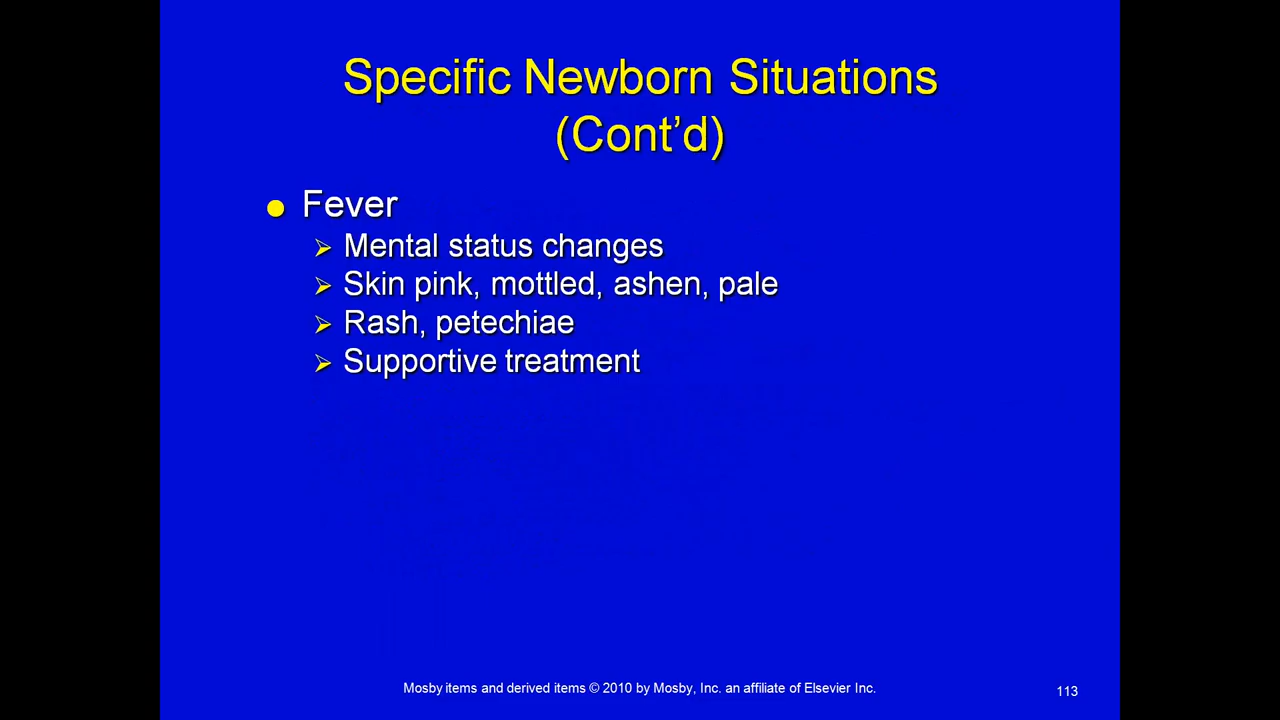 Specific Newborn Situations
(Cont’d)
Fever
Mental status changes
Skin pink, mottled, ashen, pale
Rash, petechiae
Supportive treatment
Mosby items and derived items © 2010 by Mosby, Inc. an affiliate of Elsevier Inc.
113